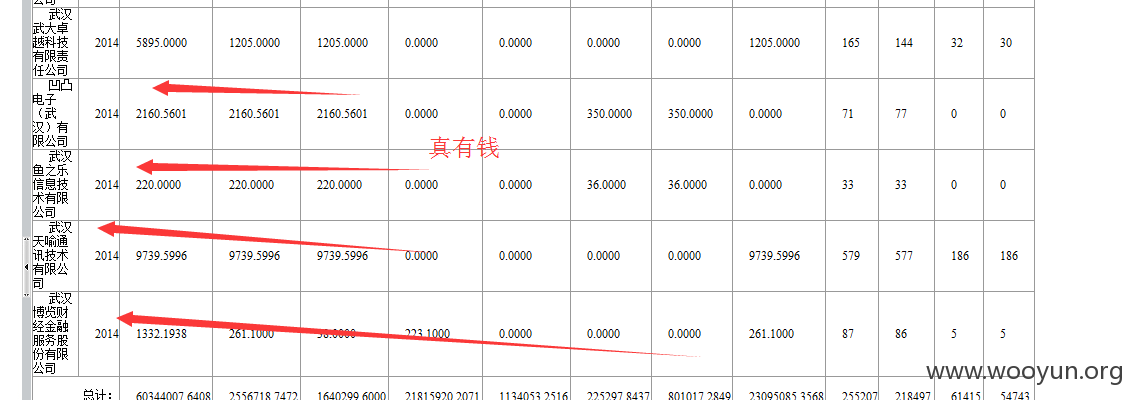 公司
武汉
武大卓
越科技
有限责
任公司
2014 5895.0000 1205.0000 1205.0000 0.0000 0.0000 0.0000 0.0000 1205.0000 165 144 32 30
凹凸
电子
（武
汉）有
限公司
2014 2160.5601 2160.5601 2160.5601 0.0000 0.0000 350.0000 350.0000 0.0000 71 77 0 0
真有钱
武汉
鱼之乐
信息技
术有限
公司
2014 220.0000 220.0000 220.0000 0.0000 0.0000 36.0000 36.0000 0.0000 33 33 0 0
武汉
天喻通
讯技术
有限公
司
2014 9739.5996 9739.5996 9739.5996 0.0000 0.0000 0.0000 0.0000 9739.5996 579 577 186 186
武汉
博览财
经金融
服务股
份有限
公司
2014 1332.1938 261.1000 38.0000 223.1000 0.0000 0.0000 0.0000 261.1000 87 86 5 5
www.wooyun.org
总计: 60344007.6408 2556718.7472 1640299.6000 21815920.2071 1134053.2516 225297.8437 801017.2849 23095085.3568 255207 218497 61415 54743